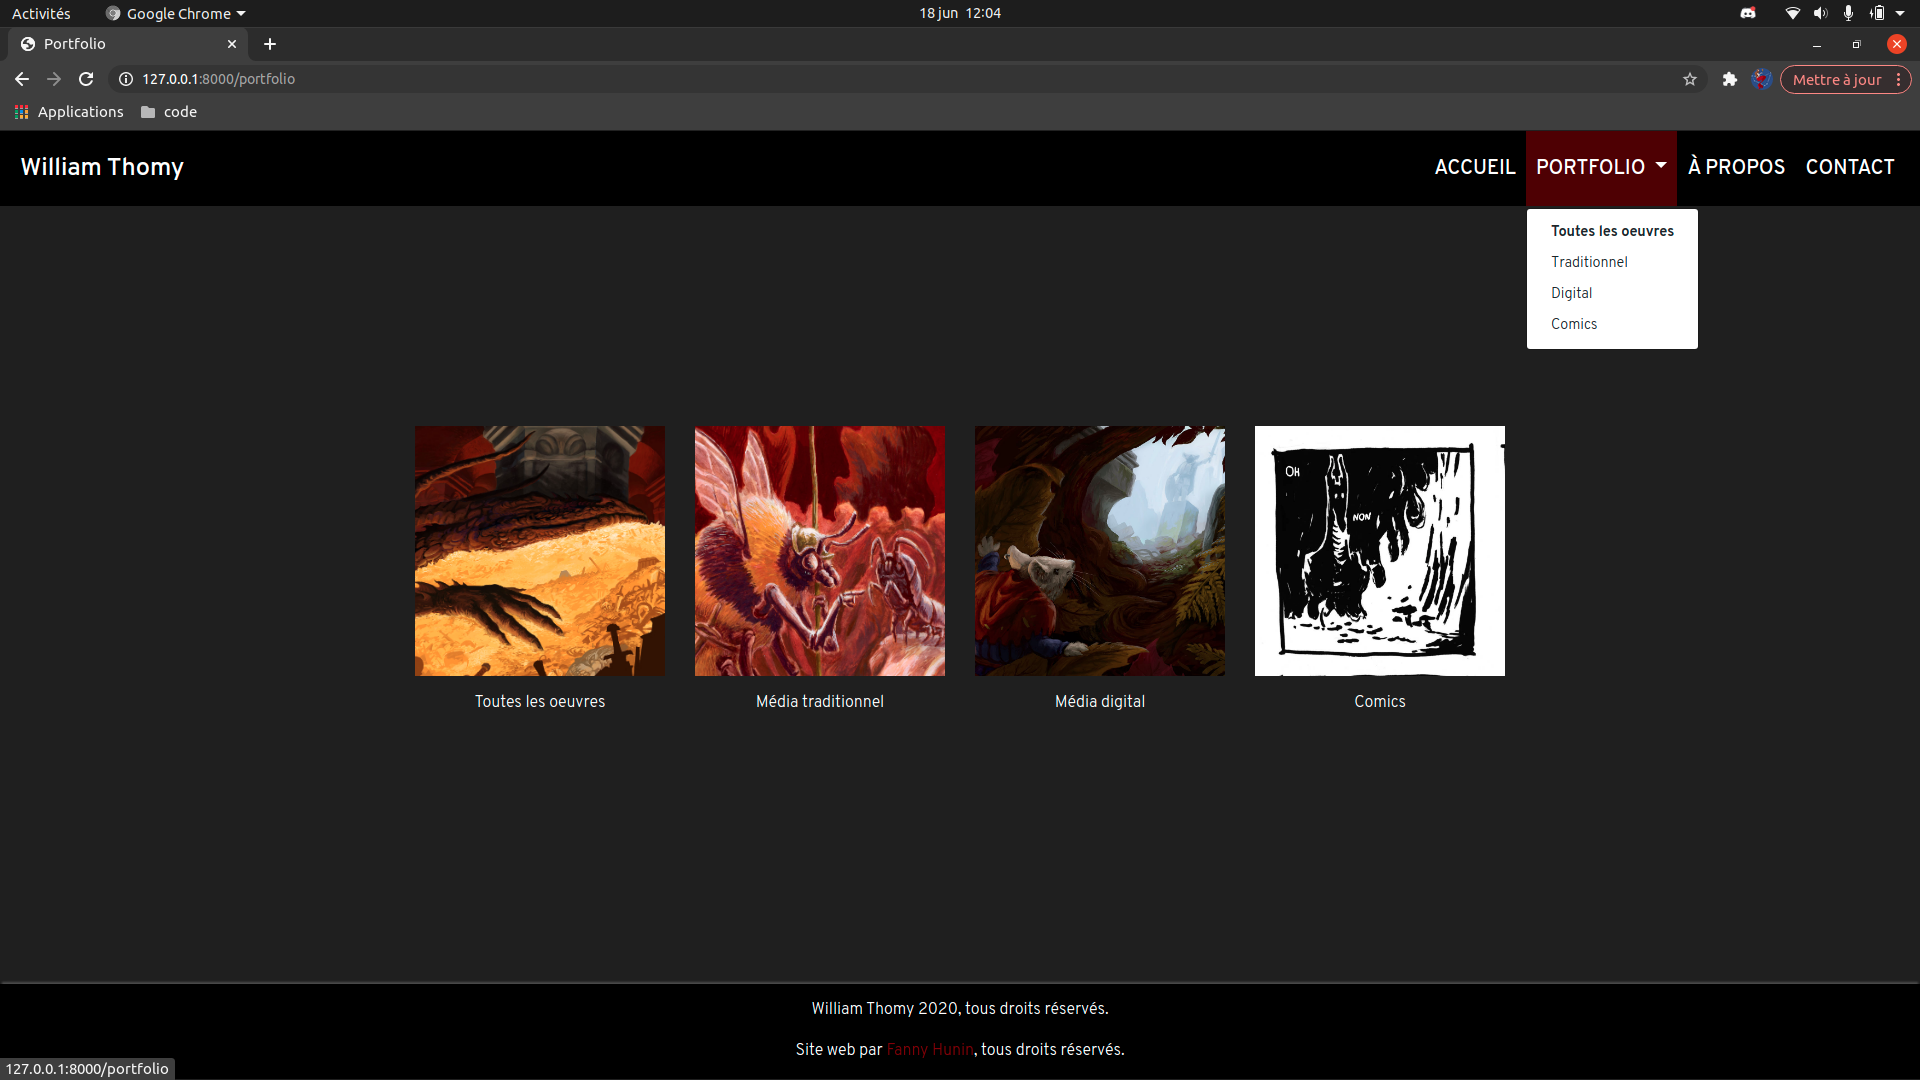 Activités Google Chrome 18 jun 12:04
Portfolio
127.0.0.1:8000/portfolio Mettre à jour
Applications code
William Thomy ACCUEIL PORTFOLIO À PROPOS CONTACT
Toutes les oeuvres
Traditionnel
Digital
Comics
OH
NON
Toutes les oeuvres Média traditionnel Média digital Comics
William Thomy 2020, tous droits réservés.
Site web par Fanny Hunin, tous droits réservés.
127.0.0.1:8000/portfolio